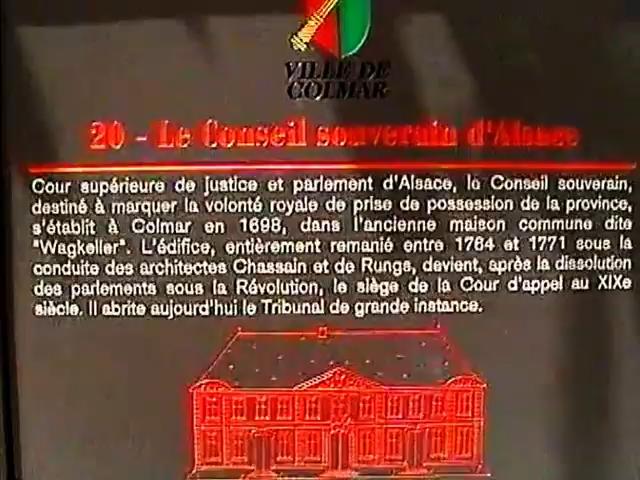 VILLE DE
COLMAR
20 - Le Conseil souverain d'Alsace
Cour supérieure de justice et parlement d'Alsace, le Conseil souverain,
destiné à marquer la volonté royale de prise de possession de la province,
s'établit à Colmar en 1698, dans l'ancienne maison commune dite
"Wagkeller". L'édifice, entièrement remanié entre 1764 et 1771 sous la
conduite des architectes Chassain et de Rungs, devient, après la dissolution
des parlements sous la Révolution, le siège de la Cour d'appel au XIXe
siècle. Il abrite aujourd'hui le Tribunal de grande instance.